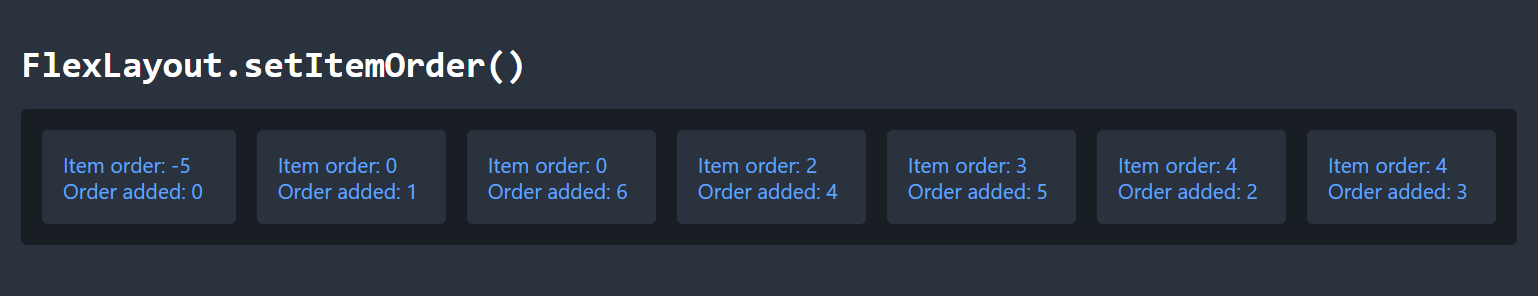 FlexLayout.setItemOrder()
Item order: -5
Order added: 0
Item order: 0
Order added: 1
Item order: 0
Order added: 6
Item order: 2
Order added: 4
Item order: 3
Order added: 5
Item order: 4
Order added: 2
Item order: 4
Order added: 3